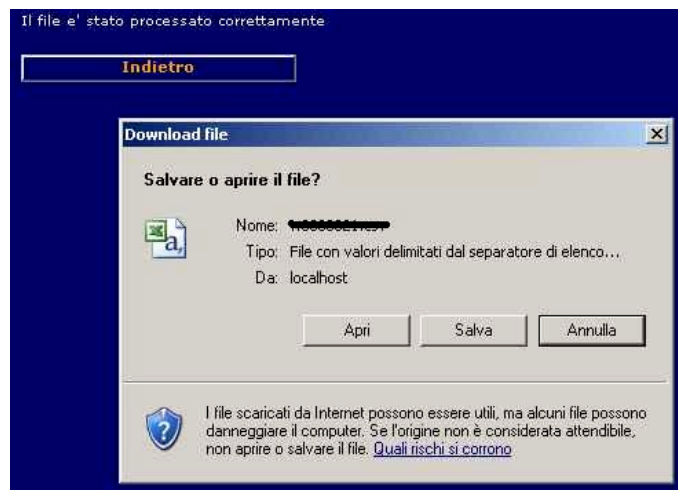 Il file e' stato processato correttamente
Indietro
Download file
Salvare o aprire il file?
Nome:
Tipo: File con valori delimitati dal separatore di elenco...
Da: localhost
Apri Salva Annulla
I file scaricati da Internet possono essere utili, ma alcuni file possono
danneggiare il computer. Se l'origine non è considerata attendibile,
non aprire o salvare il file. Quali rischi si corrono